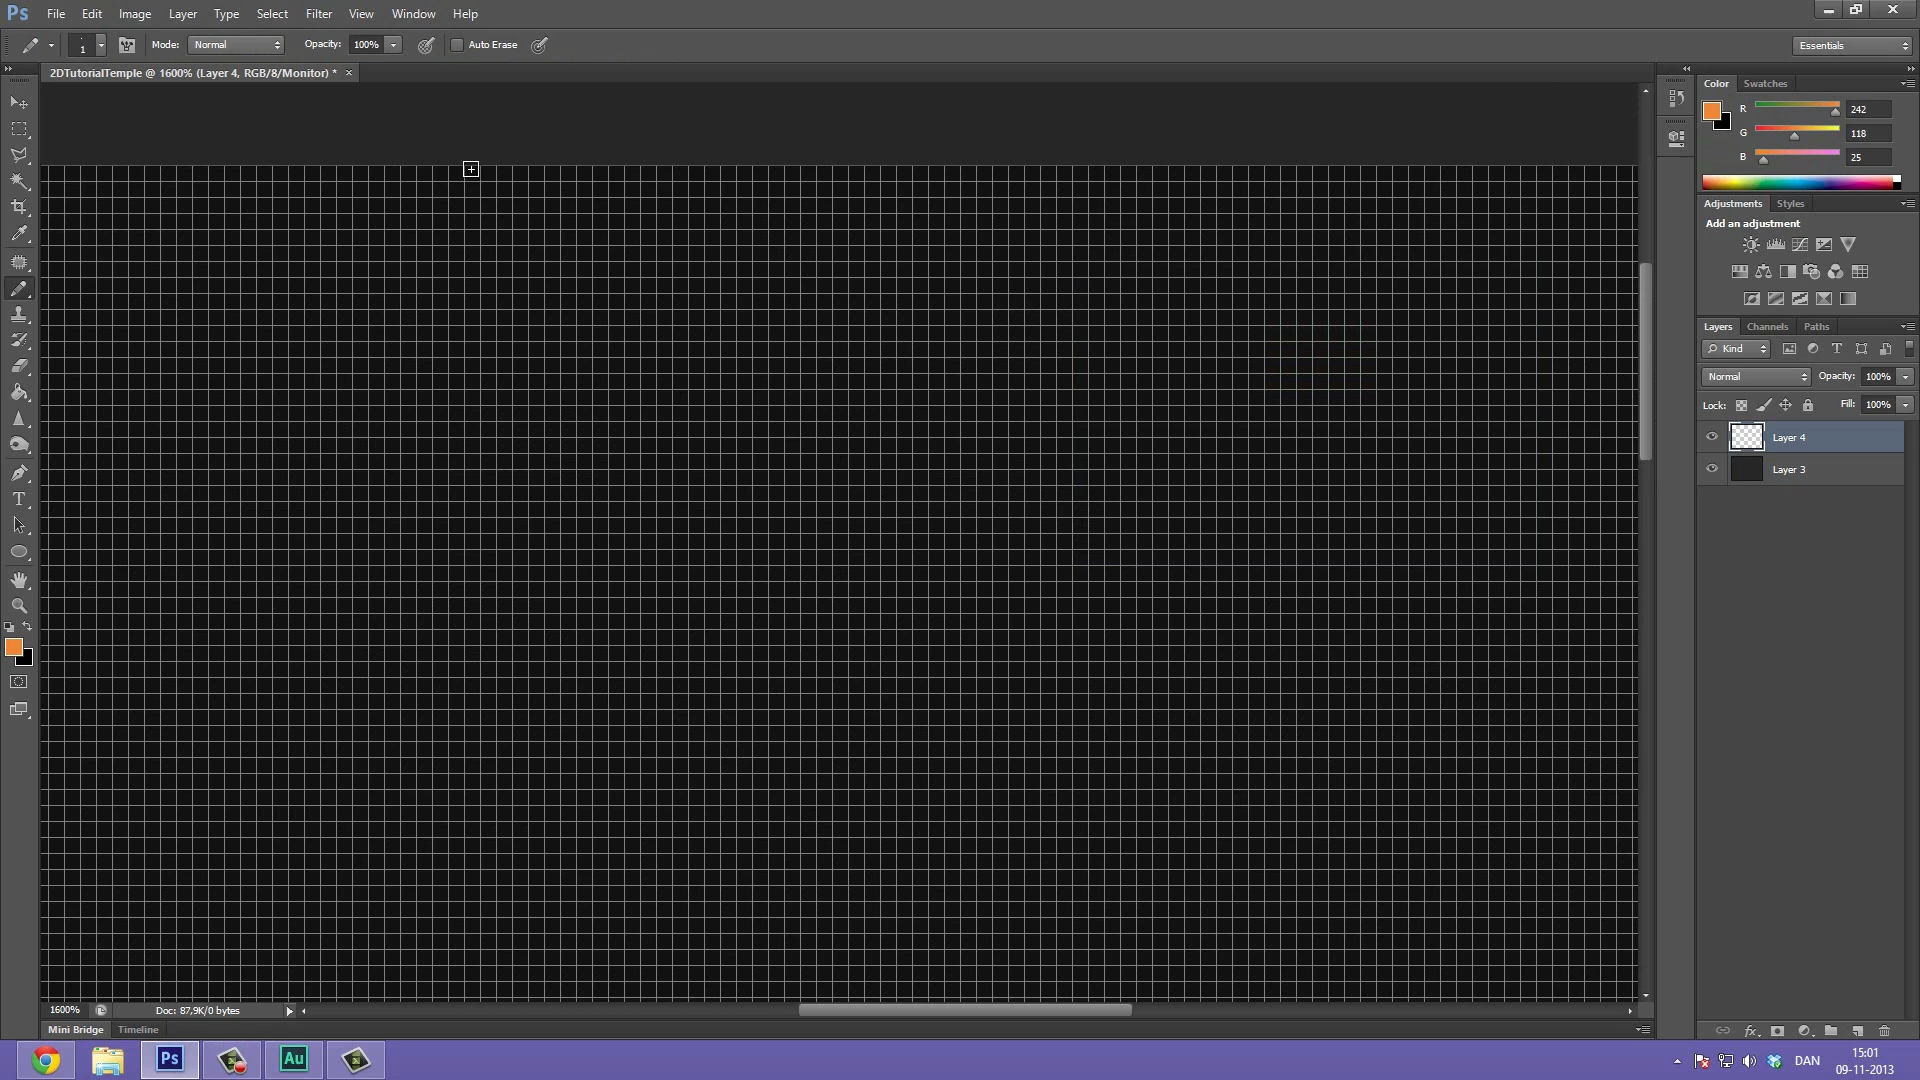 Ps File Edit Image Layer Type Select Filter View Window Help
1 Mode: Normal Opacity: 100% Auto Erase Essentials
2DTutorialTemple @ 1600% (Layer 4, RGB/8/Monitor) * ×
Color Swatches
R 242
G 118
B 25
Adjustments Styles
Add an adjustment
Layers Channels Paths
Kind
Normal Opacity: 100%
Lock: Fill: 100%
Layer 4
Layer 3
1600% Doc: 87,9K/0 bytes
Mini Bridge Timeline
Ps Au DAN 15:01
09-11-2013